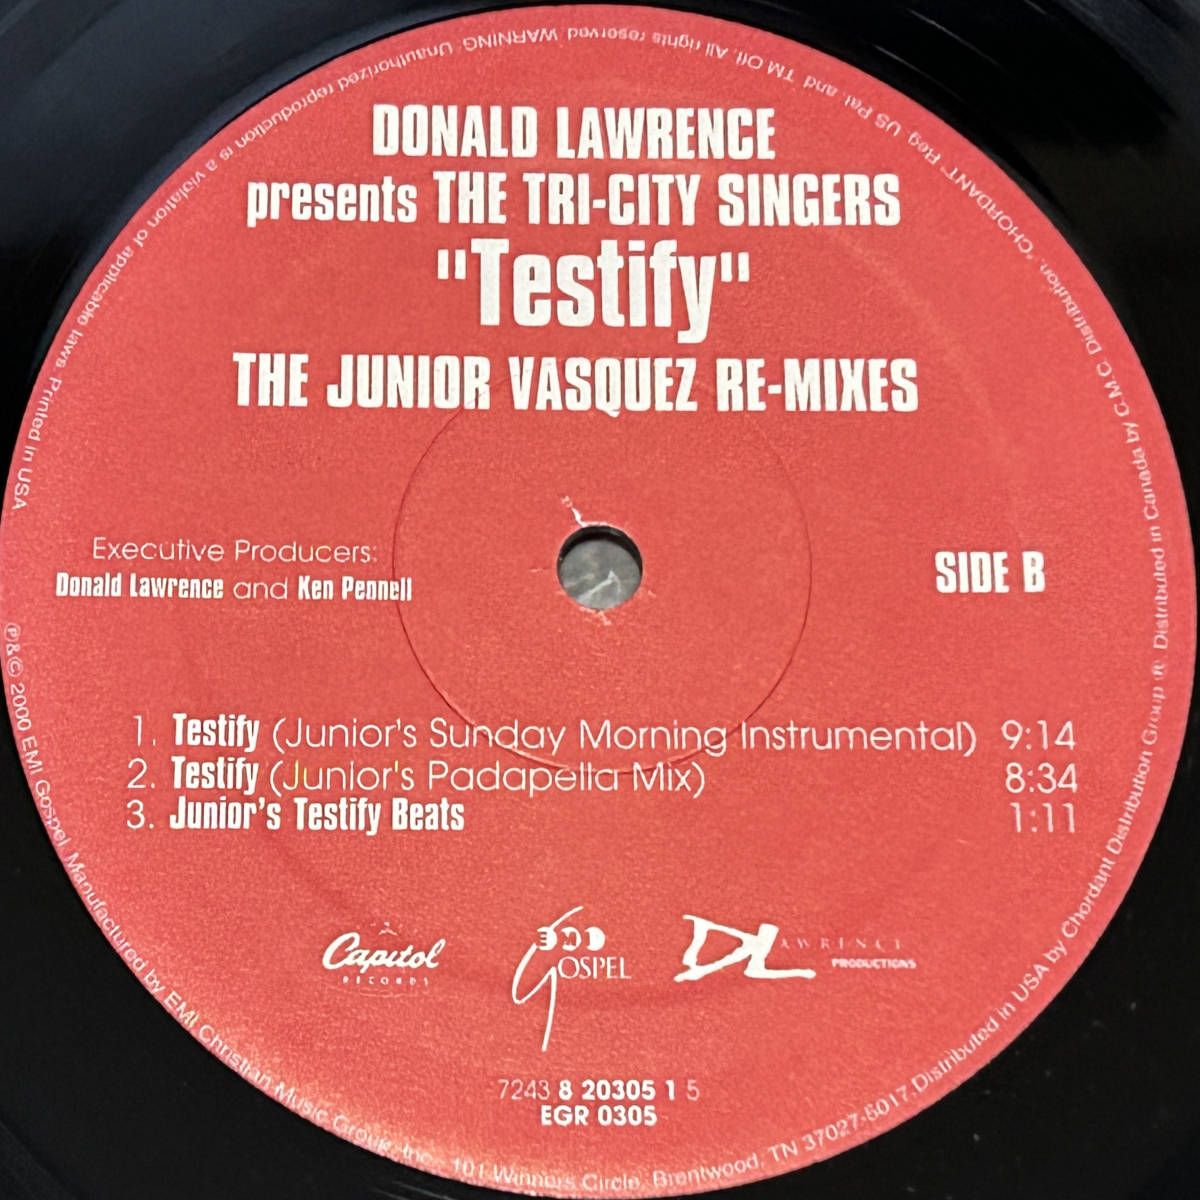 DONALD LAWRENCE
presents THE TRI-CITY SINGERS
"Testify"
THE JUNIOR VASQUEZ RE-MIXES
Executive Producers:
Donald Lawrence and Ken Pennell
SIDE B
1. Testify (Junior's Sunday Morning Instrumental) 9:14
2. Testify (Junior's Padapella Mix) 8:34
3. Junior's Testify Beats 1:11
Capitol
RECORDS
EMI
GOSPEL
DL
LAWRENCE
PRODUCTIONS
7243 8 20305 1 5
EGR 0305
℗&© 2000 EMI Gospel Manufactured by EMI Christian Music Group, Inc., 101 Winners Circle, Brentwood, TN 37027-5017. Distributed in USA by Chordant Distribution Group ® Distributed in Canada by C.M.C. Distribution. "CHORDANT" Reg. US Pat. and TM Off. All rights reserved WARNING: Unauthorized reproduction is a violation of applicable laws. Printed in USA